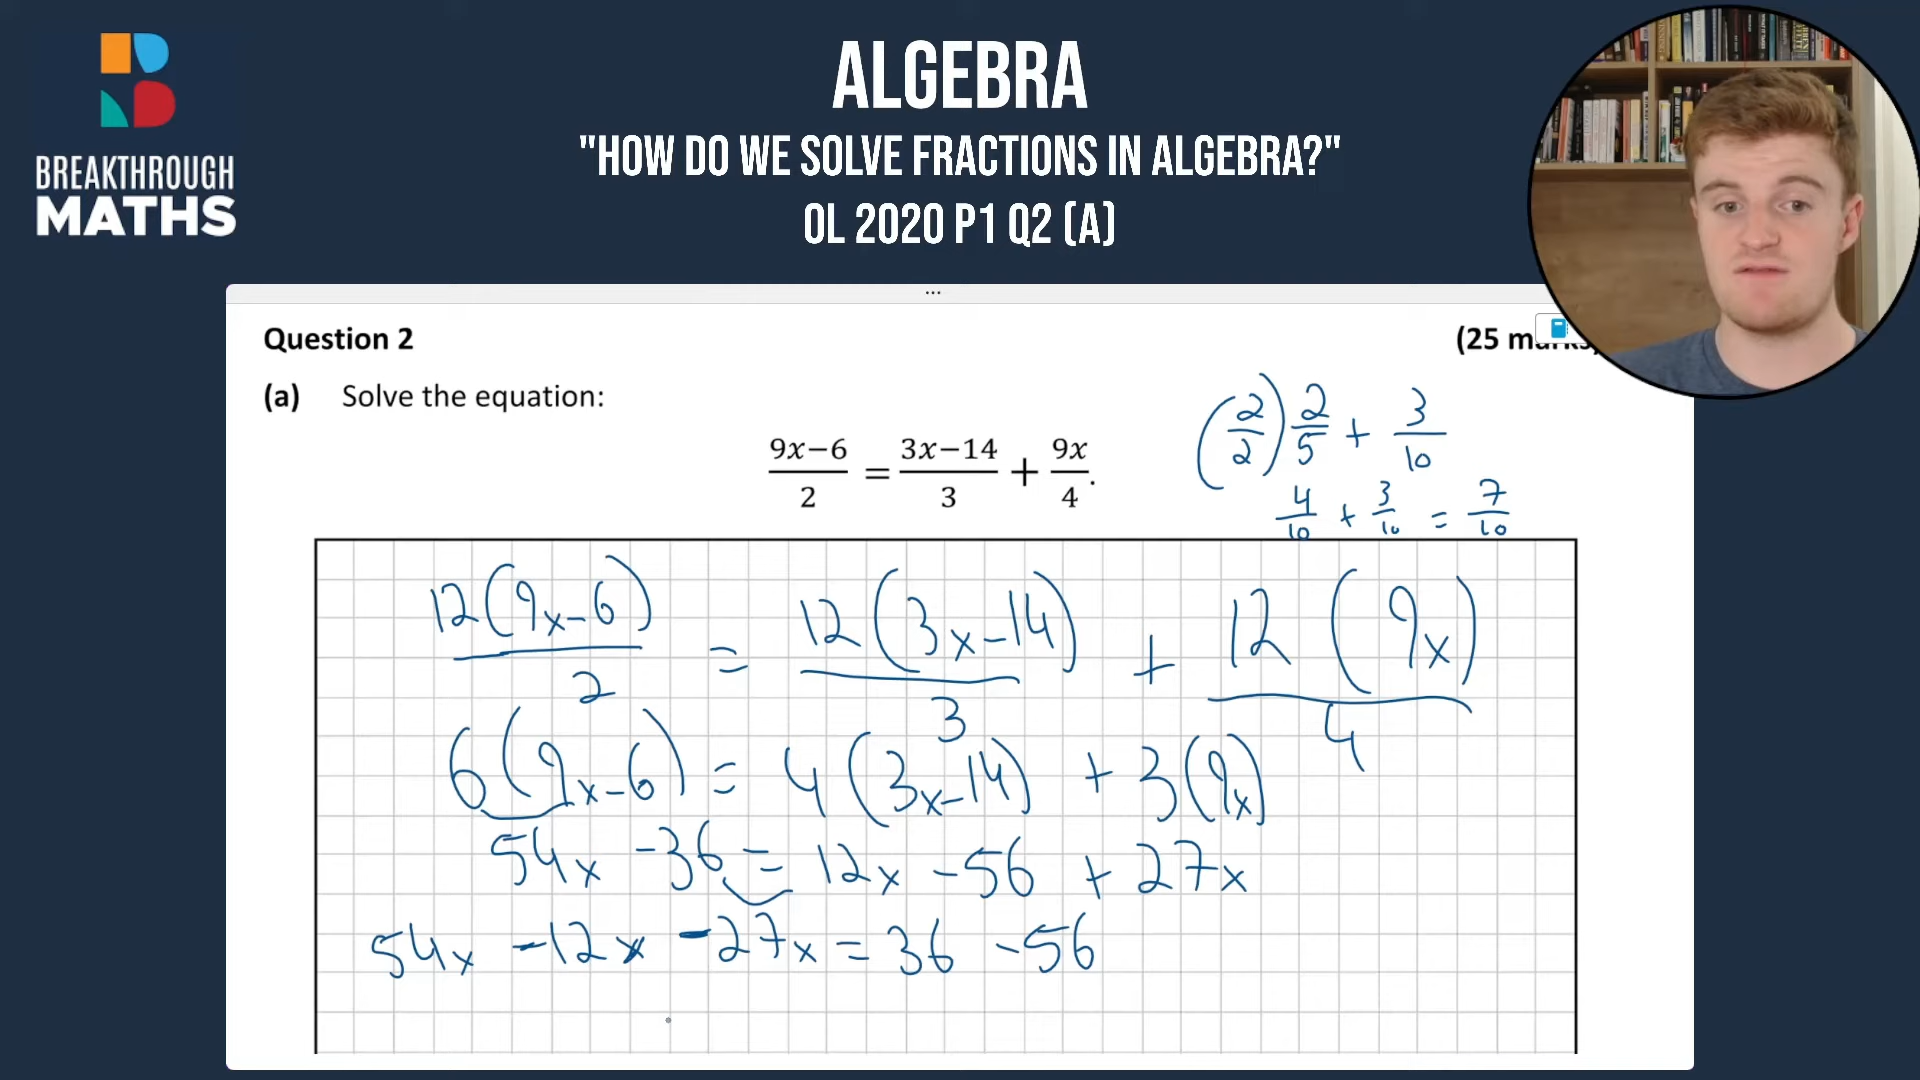 BREAKTHROUGH
MATHS
ALGEBRA
"HOW DO WE SOLVE FRACTIONS IN ALGEBRA?"
OL 2020 P1 Q2 (A)
...
Question 2
(25 marks)
(a) Solve the equation:
(9x−6)/2 = (3x−14)/3 + 9x/4.
(2/2) 2/5 + 3/10
4/10 + 3/10 = 7/10
12(9x-6)/2 = 12(3x-14)/3 + 12(9x)/4
6(9x-6) = 4(3x-14) + 3(9x)
54x -36 = 12x -56 + 27x
54x -12x -27x = 36 -56